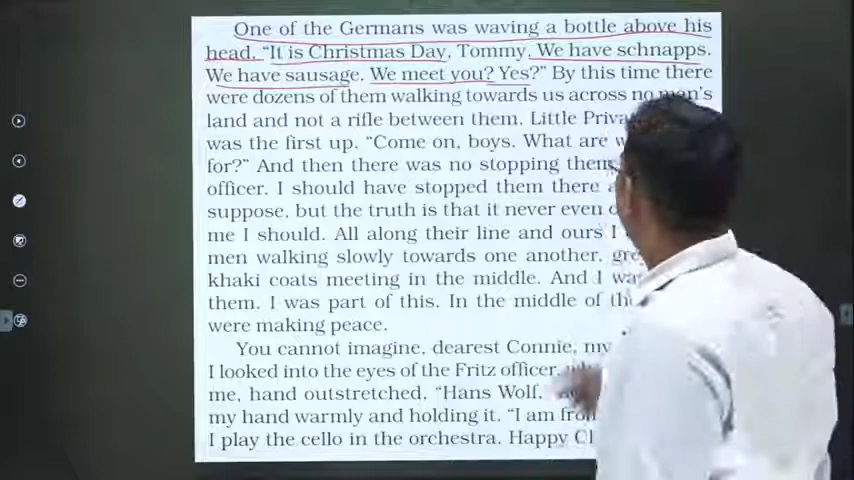 One of the Germans was waving a bottle above his
head. "It is Christmas Day, Tommy. We have schnapps.
We have sausage. We meet you? Yes?" By this time there
were dozens of them walking towards us across no man's
land and not a rifle between them. Little
was the first up. "Come on, boys. What are
for?" And then there was no stopping them
officer. I should have stopped them there
suppose, but the truth is that it never even
me I should. All along their line and ours I
men walking slowly towards one another,
khaki coats meeting in the middle. And I
them. I was part of this. In the middle of
were making peace.
You cannot imagine, dearest Connie, my
I looked into the eyes of the Fritz officer,
me, hand outstretched. "Hans Wolf.
my hand warmly and holding it. "I am
I play the cello in the orchestra. Happy